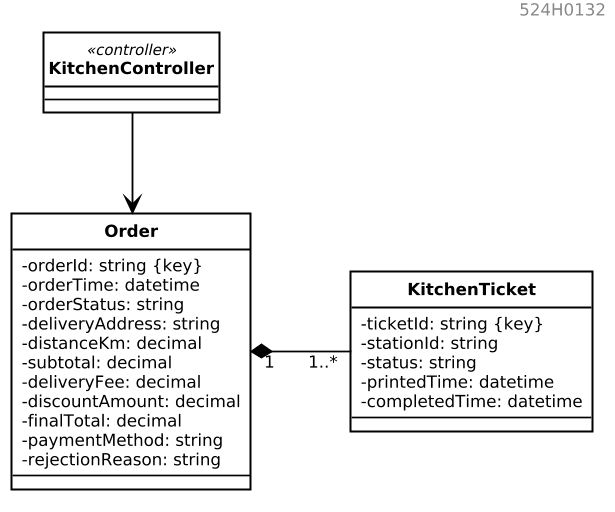 524H0132
«controller»
KitchenController
Order
-orderId: string {key}
-orderTime: datetime
-orderStatus: string
-deliveryAddress: string
-distanceKm: decimal
-subtotal: decimal
-deliveryFee: decimal
-discountAmount: decimal
-finalTotal: decimal
-paymentMethod: string
-rejectionReason: string
1
1..*
KitchenTicket
-ticketId: string {key}
-stationId: string
-status: string
-printedTime: datetime
-completedTime: datetime